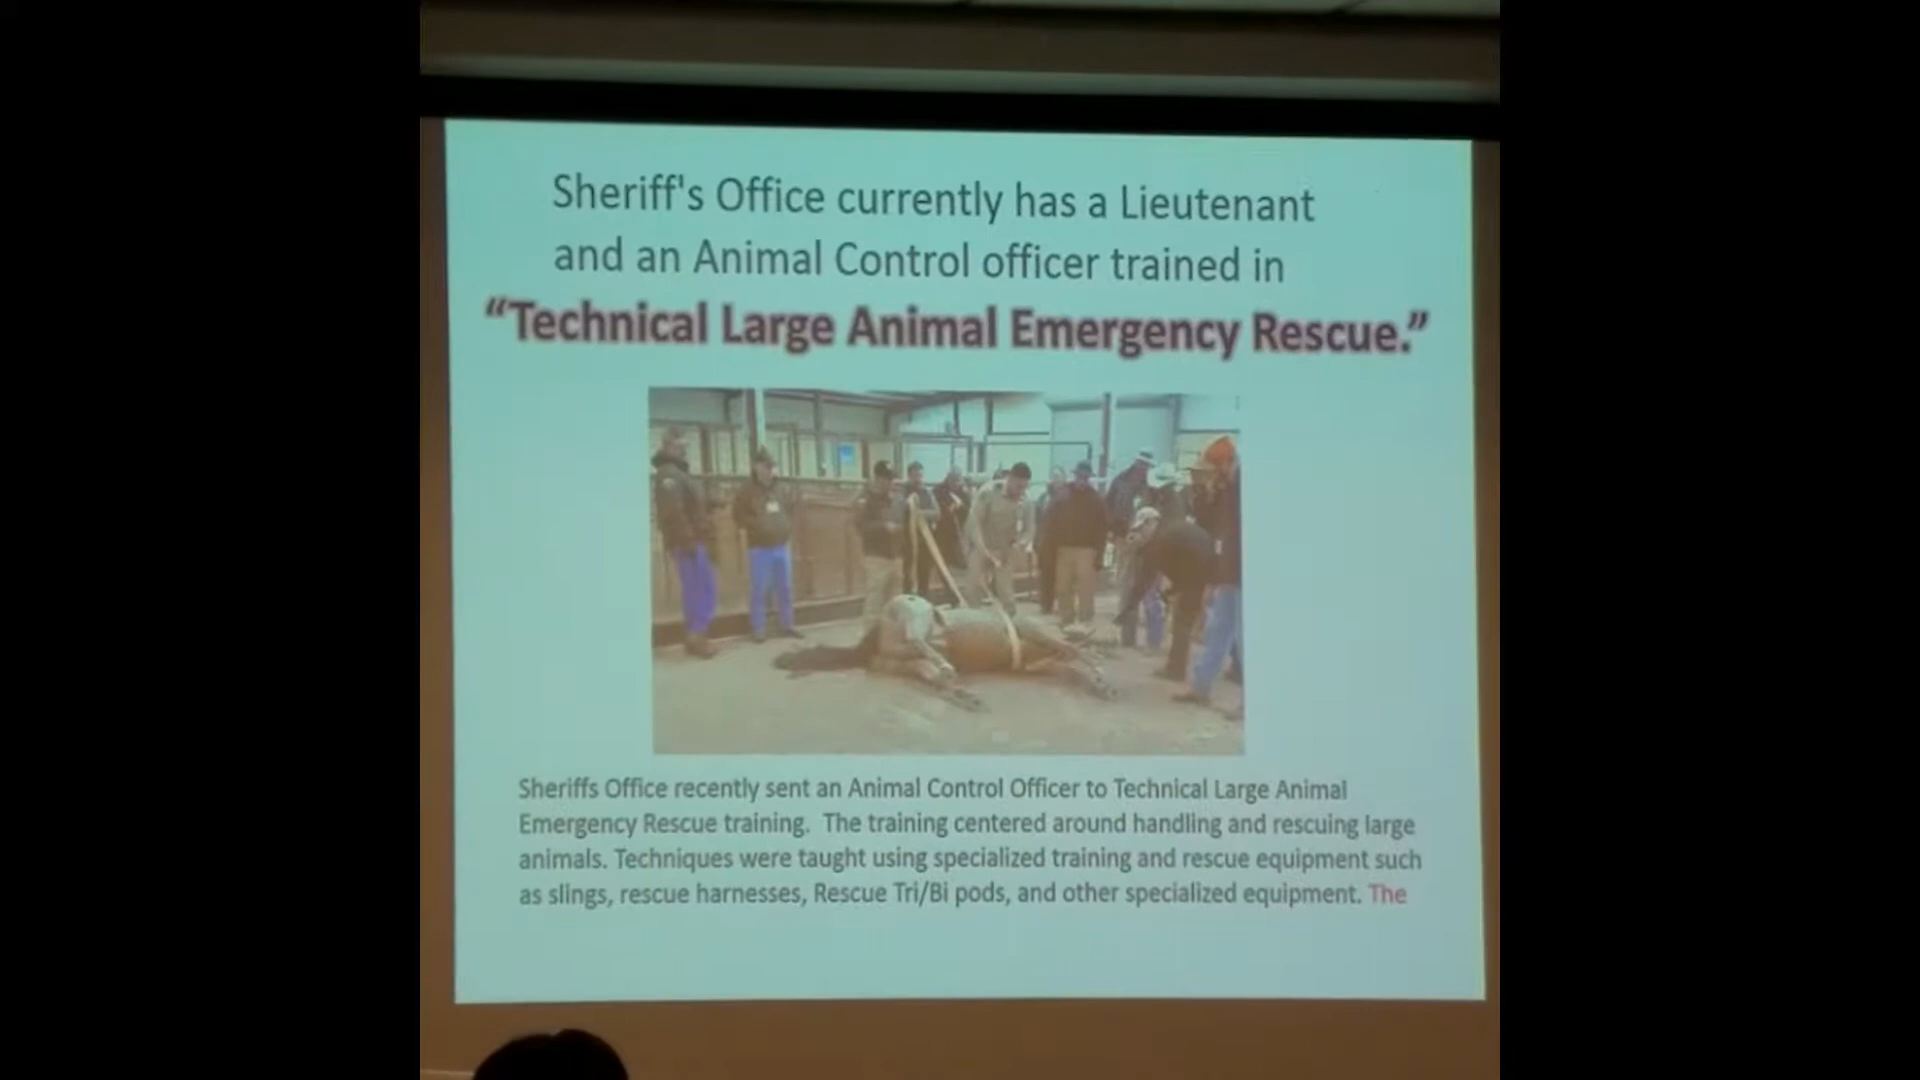 Sheriff's Office currently has a Lieutenant
and an Animal Control officer trained in
“Technical Large Animal Emergency Rescue.”
Sheriffs Office recently sent an Animal Control Officer to Technical Large Animal
Emergency Rescue training. The training centered around handling and rescuing large
animals. Techniques were taught using specialized training and rescue equipment such
as slings, rescue harnesses, Rescue Tri/Bi pods, and other specialized equipment. The